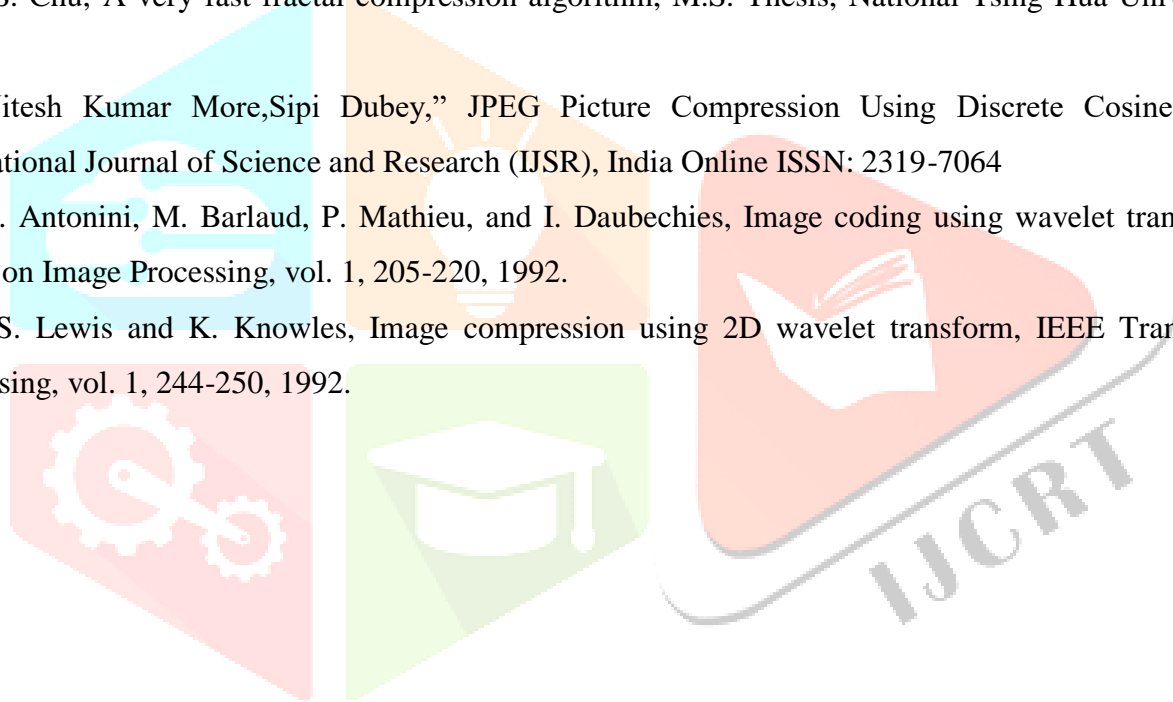 Chu, A very fast fractal compression algorithm, M.S. Thesis, National Tsing Hua
itesh Kumar More,Sipi Dubey,” JPEG Picture Compression Using Discrete Cosine
ational Journal of Science and Research (IJSR), India Online ISSN: 2319-7064
. Antonini, M. Barlaud, P. Mathieu, and I. Daubechies, Image coding using wavelet tran
on Image Processing, vol. 1, 205-220, 1992.
S. Lewis and K. Knowles, Image compression using 2D wavelet transform, IEEE Tran
sing, vol. 1, 244-250, 1992.
IJCRT